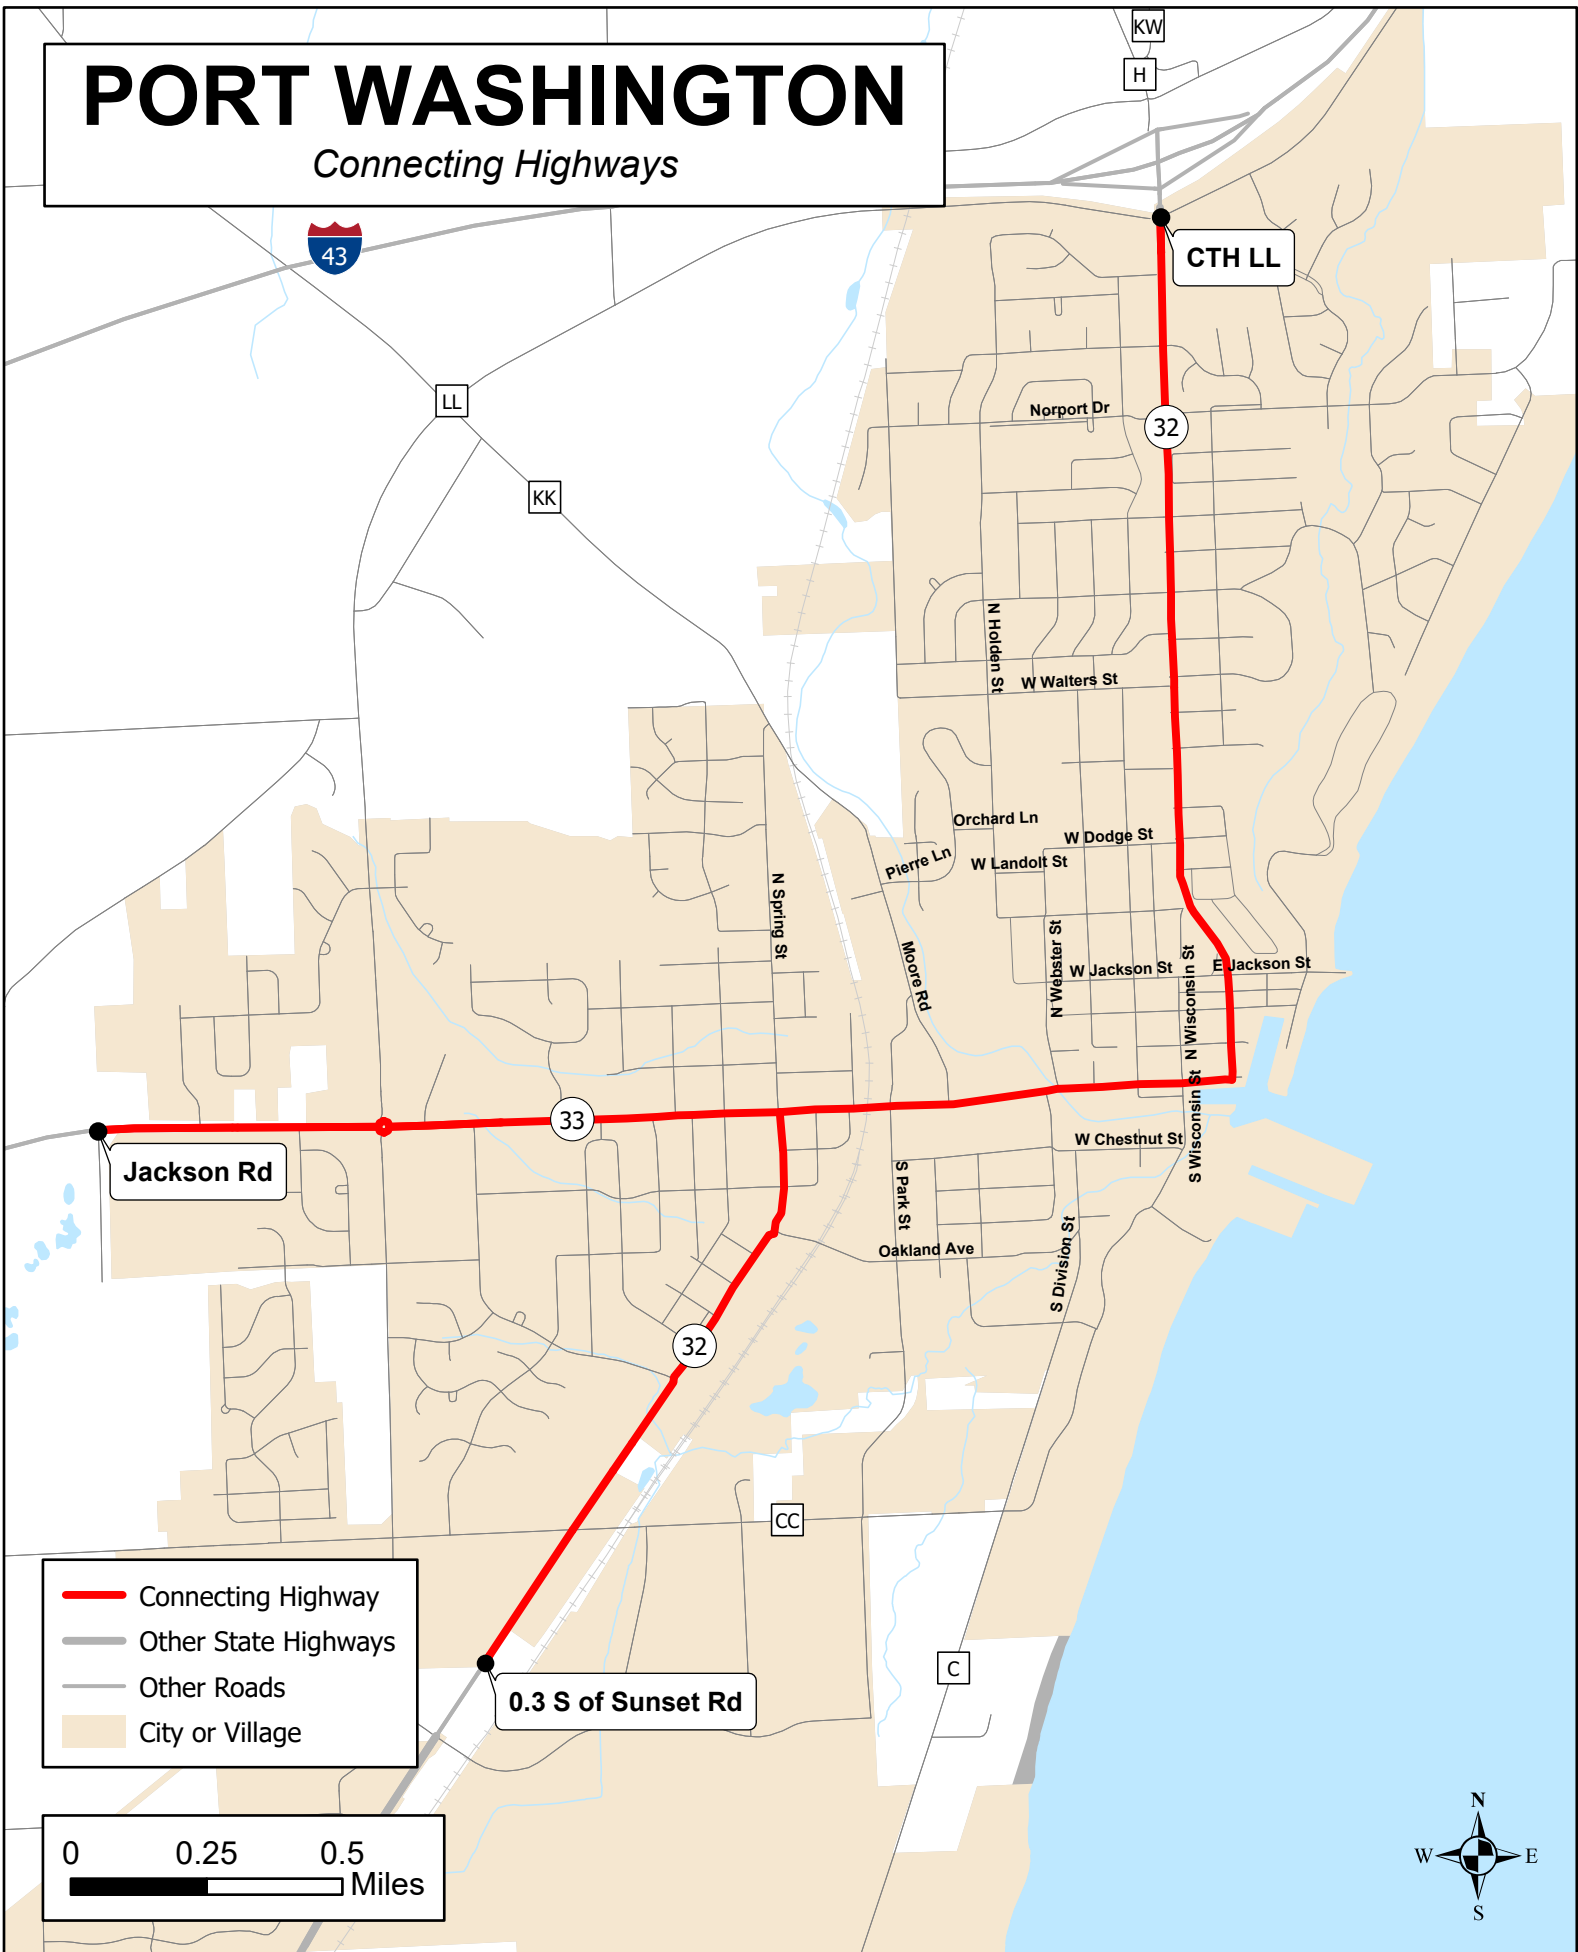 PORT WASHINGTON
Connecting Highways
KW
H
43
CTH LL
LL
Norport Dr
32
KK
N Holden St
W Walters St
Orchard Ln
W Dodge St
Pierre Ln
W Landolt St
N Spring St
Moore Rd
N Webster St
W Jackson St
N Wisconsin St
E Jackson St
33
S Wisconsin St
W Chestnut St
Jackson Rd
S Park St
Oakland Ave
S Division St
32
CC
Connecting Highway
Other State Highways
Other Roads
City or Village
C
0.3 S of Sunset Rd
0 0.25 0.5
Miles
N
W E
S